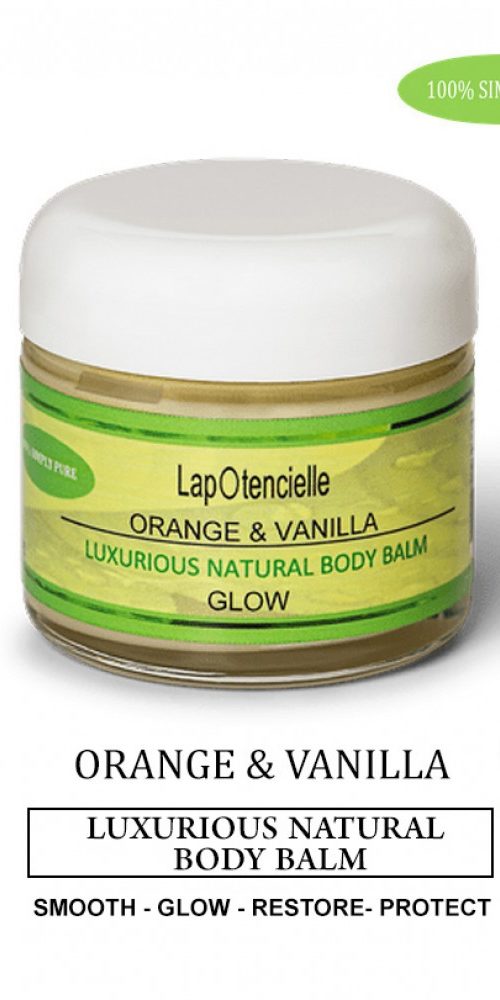 100%
SIMPLY PURE
LapOtencielle
ORANGE & VANILLA
LUXURIOUS NATURAL BODY BALM
GLOW
ORANGE & VANILLA
LUXURIOUS NATURAL
BODY BALM
SMOOTH - GLOW - RESTORE- PROTECT